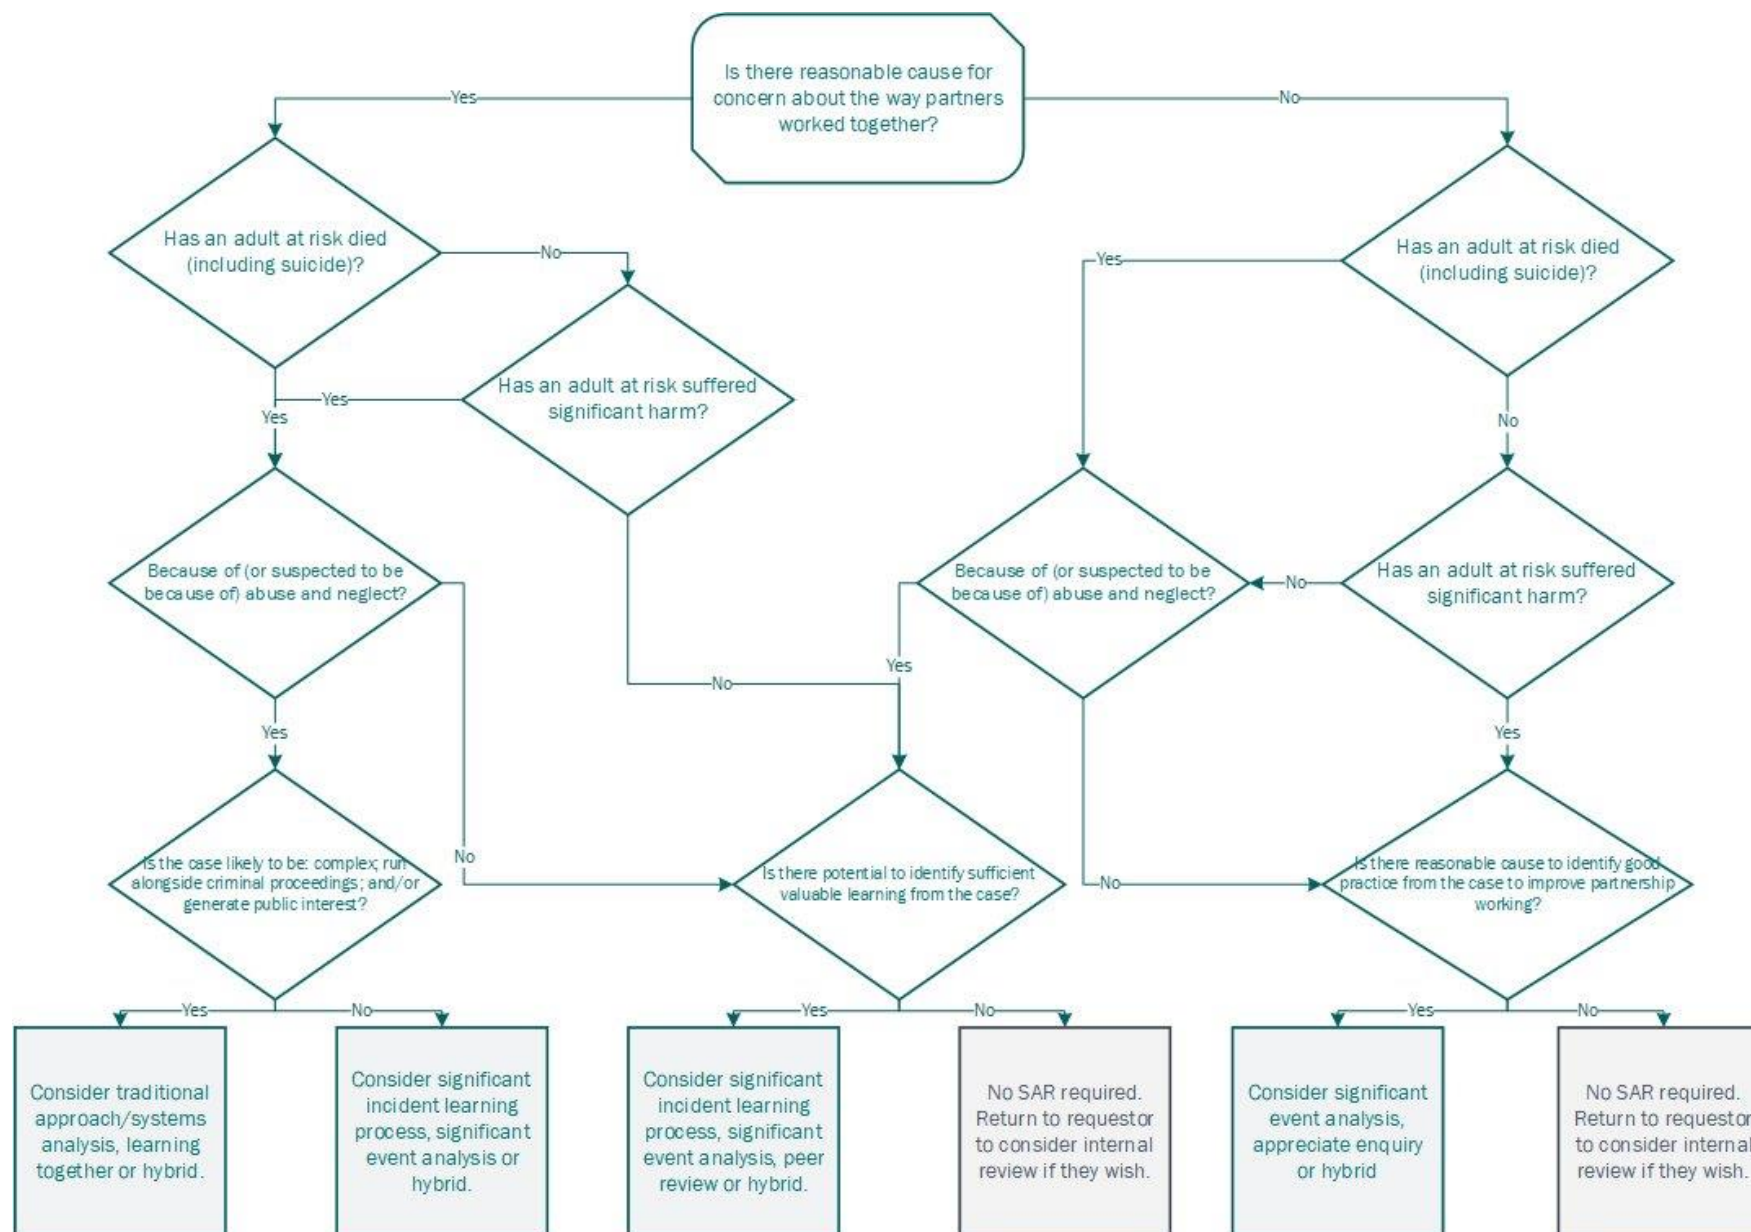 Is there reasonable cause for
concern about the way partners
worked together?
Yes
No
Has an adult at risk died
(including suicide)?
No
Has an adult at risk died
(including suicide)?
Yes
Has an adult at risk suffered
significant harm?
Yes
Yes
No
Because of (or suspected to be
because of) abuse and neglect?
Because of (or suspected to be
because of) abuse and neglect?
No
Has an adult at risk suffered
significant harm?
Yes
No
Yes
Yes
No
Is the case likely to be: complex; run
alongside criminal proceedings; and/or
generate public interest?
Is there potential to identify sufficient
valuable learning from the case?
No
Is there reasonable cause to identify good
practice from the case to improve partnership
working?
Yes
No
Yes
No
Yes
No
Consider traditional
approach/systems
analysis, learning
together or hybrid.
Consider significant
incident learning
process, significant
event analysis or
hybrid.
Consider significant
incident learning
process, significant
event analysis, peer
review or hybrid.
No SAR required.
Return to requestor
to consider internal
review if they wish.
Consider significant
event analysis,
appreciate enquiry
or hybrid
No SAR required.
Return to requestor
to consider internal
review if they wish.